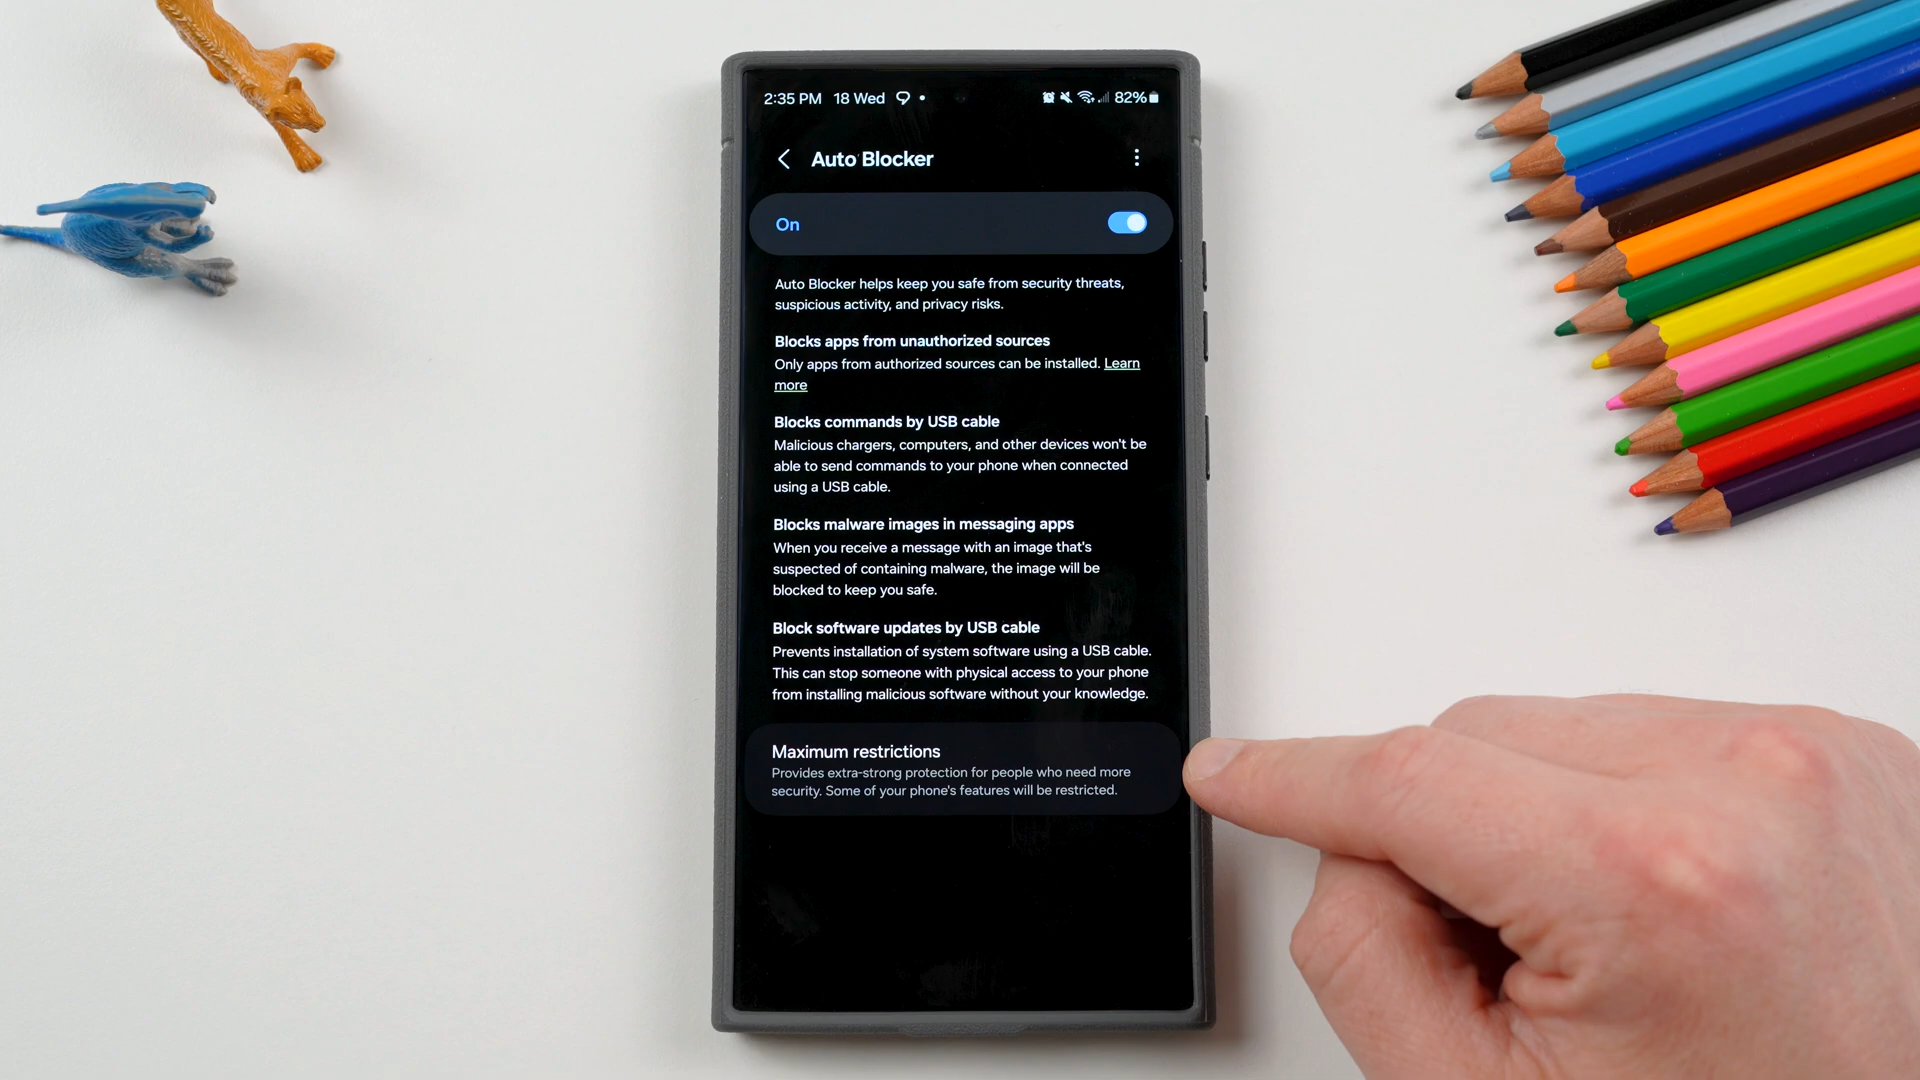 2:35 PM 18 Wed 82%
Auto Blocker
On
Auto Blocker helps keep you safe from security threats,
suspicious activity, and privacy risks.
Blocks apps from unauthorized sources
Only apps from authorized sources can be installed. Learn
more
Blocks commands by USB cable
Malicious chargers, computers, and other devices won't be
able to send commands to your phone when connected
using a USB cable.
Blocks malware images in messaging apps
When you receive a message with an image that's
suspected of containing malware, the image will be
blocked to keep you safe.
Block software updates by USB cable
Prevents installation of system software using a USB cable.
This can stop someone with physical access to your phone
from installing malicious software without your knowledge.
Maximum restrictions
Provides extra-strong protection for people who need more
security. Some of your phone's features will be restricted.